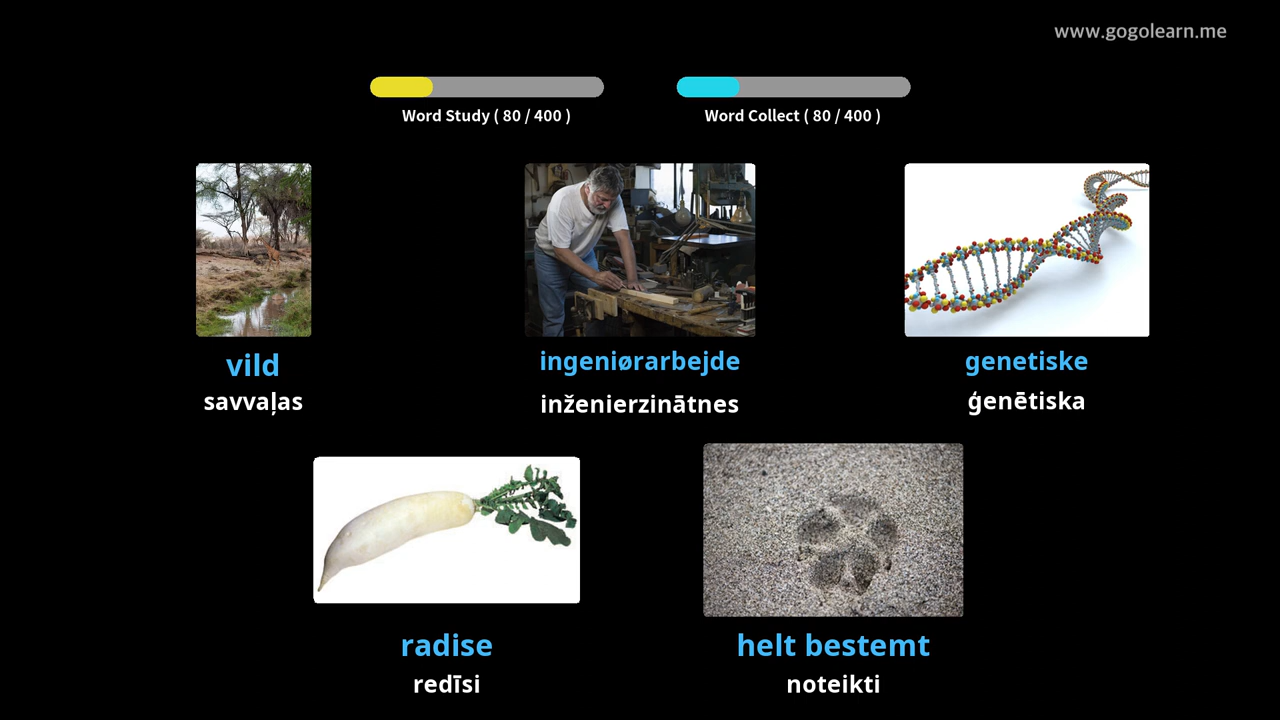 www.gogolearn.me
Word Study ( 80 / 400 )
Word Collect ( 80 / 400 )
vild
savvaļas
ingeniørarbejde
inženierzinātnes
genetiske
ģenētiska
radise
redīsi
helt bestemt
noteikti